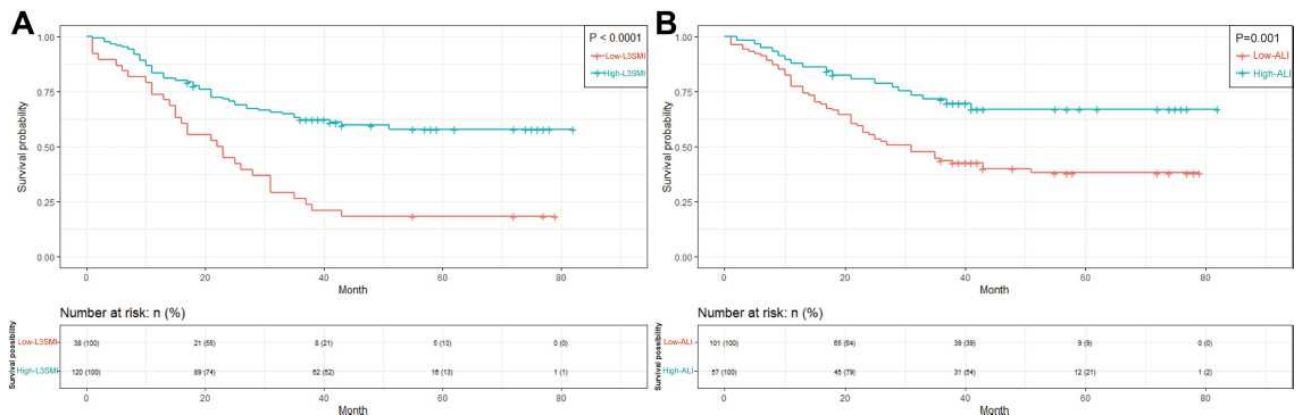 A
B
P < 0.0001
Low-L3SMI
High-L3SMI
P=0.001
Low-ALI
High-ALI
Survival probability
1.00
0.75
0.50
0.25
0.00
0 20 40 60 80
Month
Survival probability
1.00
0.75
0.50
0.25
0.00
0 20 40 60 80
Month
Number at risk: n (%)
Survival possibility
Low-L3SMI 38 (100) 21 (55) 8 (21) 5 (13) 0 (0)
High-L3SMI 120 (100) 89 (74) 62 (52) 16 (13) 1 (1)
0 20 40 60 80
Month
Number at risk: n (%)
Survival possibility
Low-ALI 101 (100) 65 (64) 39 (39) 9 (9) 0 (0)
High-ALI 57 (100) 45 (79) 31 (54) 12 (21) 1 (2)
0 20 40 60 80
Month